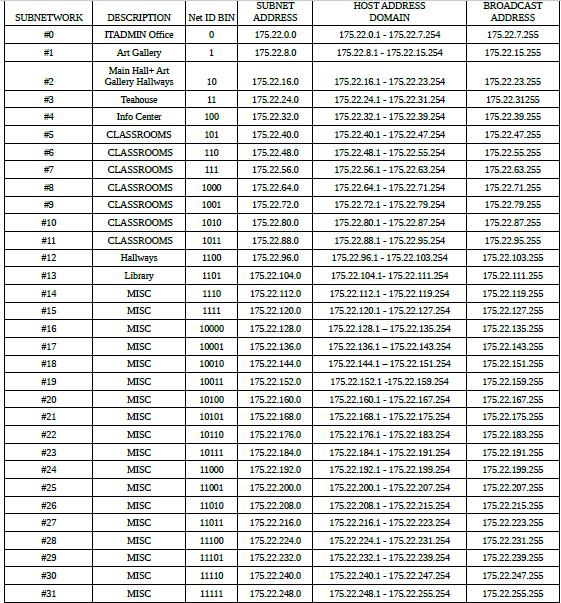 SUBNETWORK DESCRIPTION Net ID BIN SUBNET ADDRESS HOST ADDRESS DOMAIN BROADCAST ADDRESS
#0 ITADMIN Office 0 175.22.0.0 175.22.0.1 - 175.22.7.254 175.22.7.255
#1 Art Gallery 1 175.22.8.0 175.22.8.1 - 175.22.15.254 175.22.15.255
#2 Main Hall+ Art Gallery Hallways 10 175.22.16.0 175.22.16.1 - 175.22.23.254 175.22.23.255
#3 Teahouse 11 175.22.24.0 175.22.24.1 - 175.22.31.254 175.22.31255
#4 Info Center 100 175.22.32.0 175.22.32.1 - 175.22.39.254 175.22.39.255
#5 CLASSROOMS 101 175.22.40.0 175.22.40.1 - 175.22.47.254 175.22.47.255
#6 CLASSROOMS 110 175.22.48.0 175.22.48.1 - 175.22.55.254 175.22.55.255
#7 CLASSROOMS 111 175.22.56.0 175.22.56.1 - 175.22.63.254 175.22.63.255
#8 CLASSROOMS 1000 175.22.64.0 175.22.64.1 - 175.22.71.254 175.22.71.255
#9 CLASSROOMS 1001 175.22.72.0 175.22.72.1 - 175.22.79.254 175.22.79.255
#10 CLASSROOMS 1010 175.22.80.0 175.22.80.1 - 175.22.87.254 175.22.87.255
#11 CLASSROOMS 1011 175.22.88.0 175.22.88.1 - 175.22.95.254 175.22.95.255
#12 Hallways 1100 175.22.96.0 175.22.96.1 - 175.22.103.254 175.22.103.255
#13 Library 1101 175.22.104.0 175.22.104.1- 175.22.111.254 175.22.111.255
#14 MISC 1110 175.22.112.0 175.22.112.1 - 175.22.119.254 175.22.119.255
#15 MISC 1111 175.22.120.0 175.22.120.1 - 175.22.127.254 175.22.127.255
#16 MISC 10000 175.22.128.0 175.22.128.1 – 175.22.135.254 175.22.135.255
#17 MISC 10001 175.22.136.0 175.22.136.1 – 175.22.143.254 175.22.143.255
#18 MISC 10010 175.22.144.0 175.22.144.1 – 175.22.151.254 175.22.151.255
#19 MISC 10011 175.22.152.0 175.22.152.1 -175.22.159.254 175.22.159.255
#20 MISC 10100 175.22.160.0 175.22.160.1 - 175.22.167.254 175.22.167.255
#21 MISC 10101 175.22.168.0 175.22.168.1 - 175.22.175.254 175.22.175.255
#22 MISC 10110 175.22.176.0 175.22.176.1 - 175.22.183.254 175.22.183.255
#23 MISC 10111 175.22.184.0 175.22.184.1 - 175.22.191.254 175.22.191.255
#24 MISC 11000 175.22.192.0 175.22.192.1 - 175.22.199.254 175.22.199.255
#25 MISC 11001 175.22.200.0 175.22.200.1 - 175.22.207.254 175.22.207.255
#26 MISC 11010 175.22.208.0 175.22.208.1 - 175.22.215.254 175.22.215.255
#27 MISC 11011 175.22.216.0 175.22.216.1 - 175.22.223.254 175.22.223.255
#28 MISC 11100 175.22.224.0 175.22.224.1 - 175.22.231.254 175.22.231.255
#29 MISC 11101 175.22.232.0 175.22.232.1 - 175.22.239.254 175.22.239.255
#30 MISC 11110 175.22.240.0 175.22.240.1 - 175.22.247.254 175.22.247.255
#31 MISC 11111 175.22.248.0 175.22.248.1 - 175.22.255.254 175.22.255.255